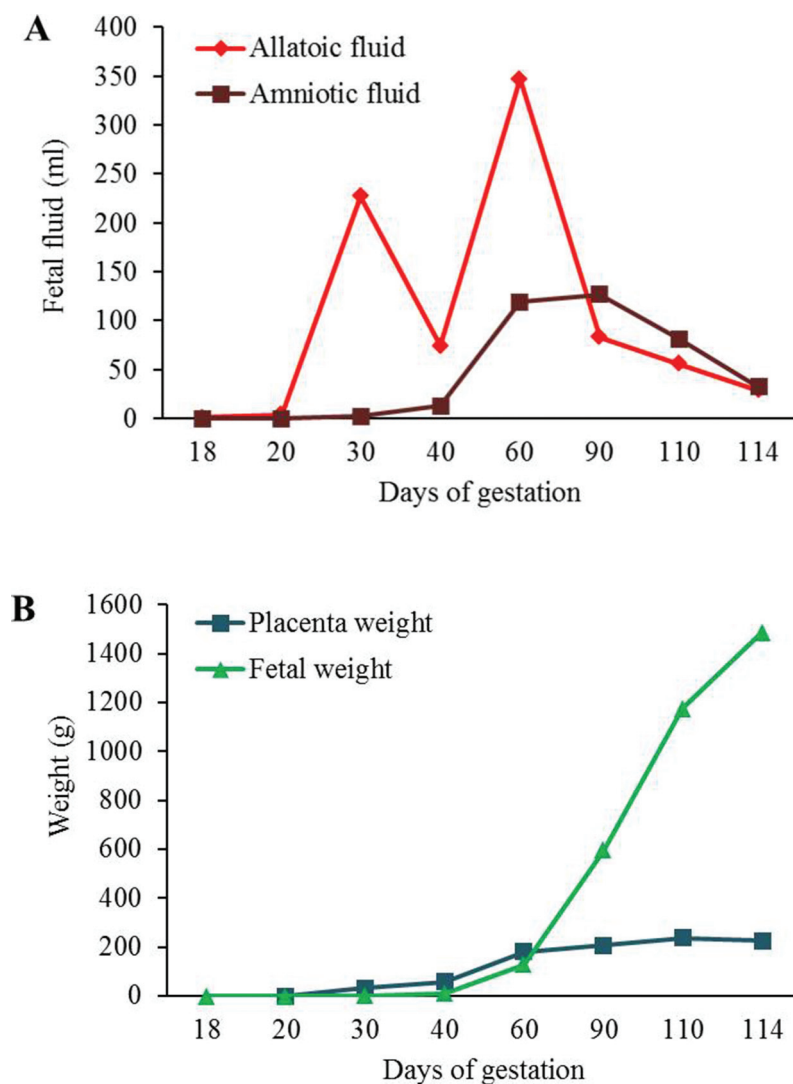 A
400
Allatoic fluid
350
Amniotic fluid
300
250
200
150
100
50
0
Fetal fluid (ml)
18 20 30 40 60 90 110 114
Days of gestation
B
1600
Placenta weight
1400
Fetal weight
1200
1000
800
600
400
200
0
Weight (g)
18 20 30 40 60 90 110 114
Days of gestation